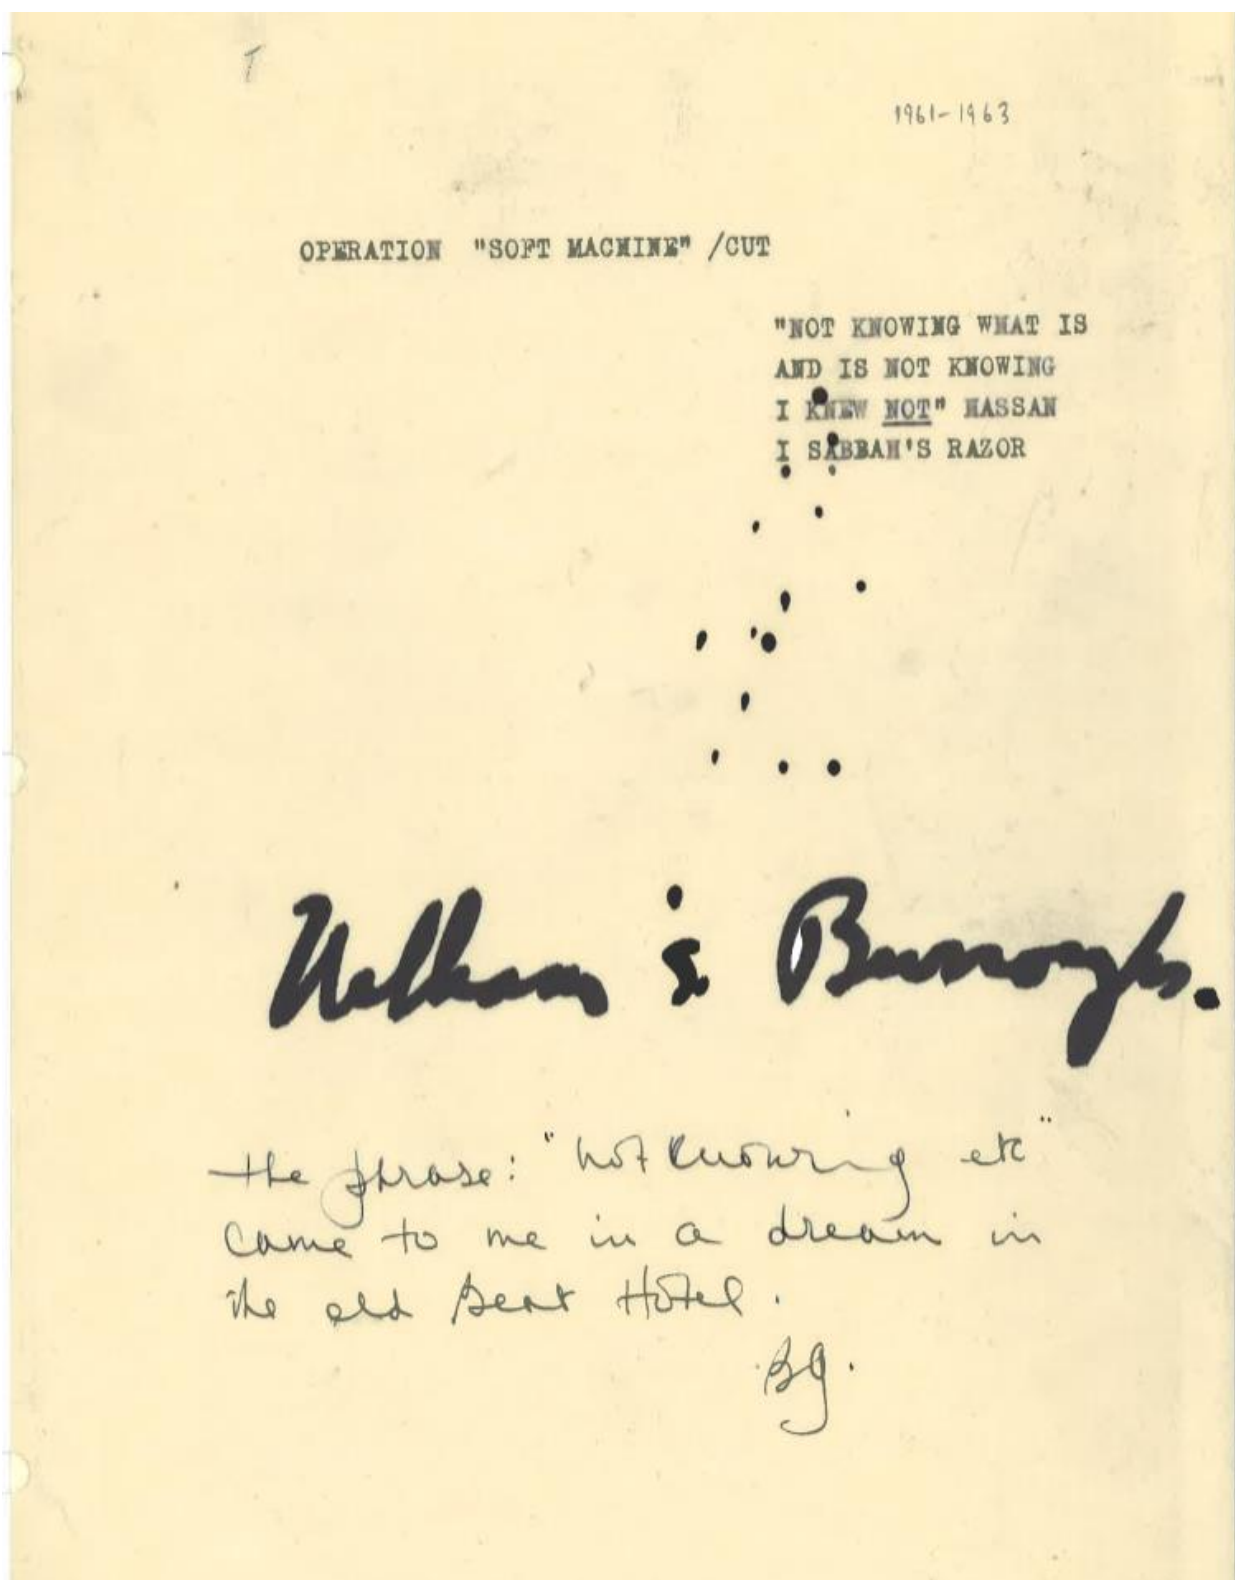 T
1961-1963
OPERATION "SOFT MACHINE" /CUT
"NOT KNOWING WHAT IS
AND IS NOT KNOWING
I KNEW NOT" HASSAN
I SABBAH'S RAZOR
William S. Burroughs.
the phrase: "not knowing etc"
came to me in a dream in
the old Beat Hotel.
BG.